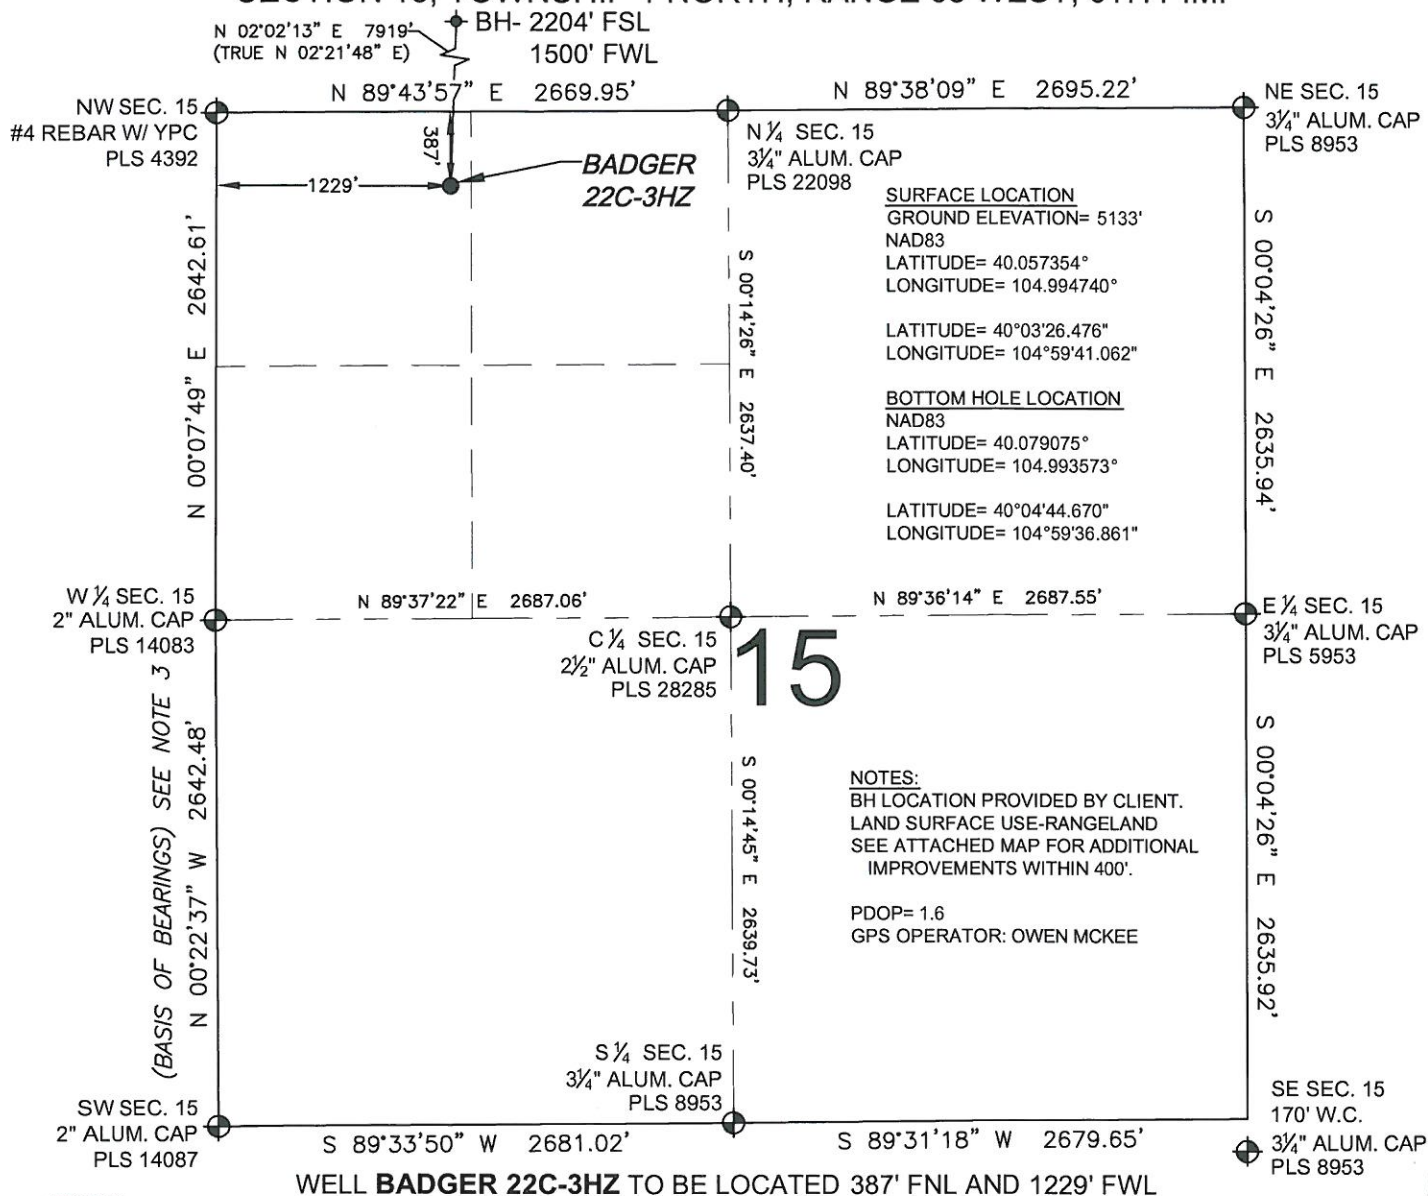 BH- 2204' FSL
1500' FWL
N 02°02'13" E 7919'
(TRUE N 02°21'48" E)
N 89°43'57" E 2669.95'
N 89°38'09" E 2695.22'
NW SEC. 15
#4 REBAR W/ YPC
PLS 4392
N ¼ SEC. 15
3¼" ALUM. CAP
PLS 22098
NE SEC. 15
3¼" ALUM. CAP
PLS 8953
387'
1229'
BADGER
22C-3HZ
SURFACE LOCATION
GROUND ELEVATION= 5133'
NAD83
LATITUDE= 40.057354°
LONGITUDE= 104.994740°
LATITUDE= 40°03'26.476"
LONGITUDE= 104°59'41.062"
BOTTOM HOLE LOCATION
NAD83
LATITUDE= 40.079075°
LONGITUDE= 104.993573°
LATITUDE= 40°04'44.670"
LONGITUDE= 104°59'36.861"
N 00°07'49" E 2642.61'
S 00°14'26" E 2637.40'
S 00°04'26" E 2635.94'
W ¼ SEC. 15
2" ALUM. CAP
PLS 14083
N 89°37'22" E 2687.06'
N 89°36'14" E 2687.55'
C ¼ SEC. 15
2½" ALUM. CAP
PLS 28285
15
E ¼ SEC. 15
3¼" ALUM. CAP
PLS 5953
(BASIS OF BEARINGS) SEE NOTE 3
N 00°22'37" W 2642.48'
S 00°14'45" E 2639.73'
S 00°04'26" E 2635.92'
NOTES:
BH LOCATION PROVIDED BY CLIENT.
LAND SURFACE USE-RANGELAND
SEE ATTACHED MAP FOR ADDITIONAL
IMPROVEMENTS WITHIN 400'.
PDOP= 1.6
GPS OPERATOR: OWEN MCKEE
SW SEC. 15
2" ALUM. CAP
PLS 14087
S ¼ SEC. 15
3¼" ALUM. CAP
PLS 8953
SE SEC. 15
170' W.C.
3¼" ALUM. CAP
PLS 8953
S 89°33'50" W 2681.02'
S 89°31'18" W 2679.65'
WELL BADGER 22C-3HZ TO BE LOCATED 387' FNL AND 1229' FWL